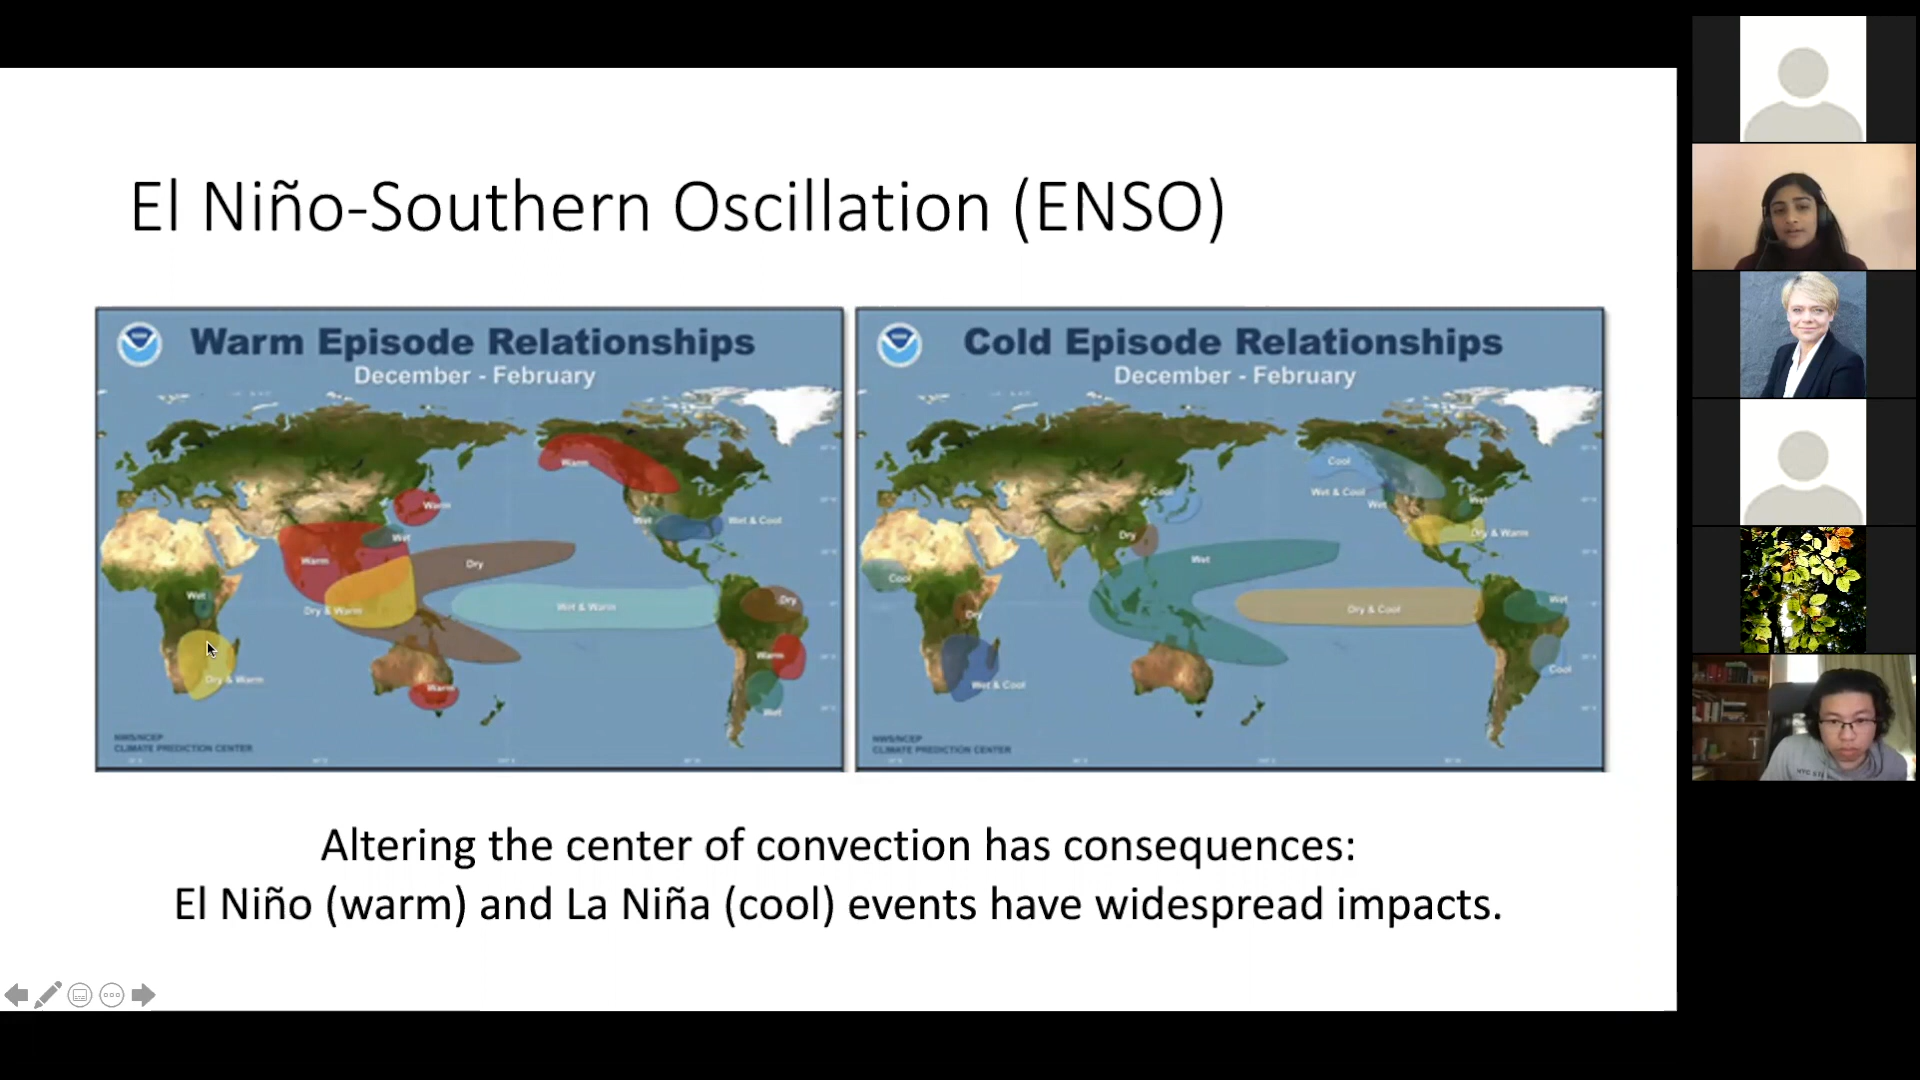 El Niño-Southern Oscillation (ENSO)
Warm Episode Relationships
December - February
Warm
Warm
Wet
Wet & Cool
Wet
Warm
Dry
Wet
Dry & Warm
Wet & Warm
Dry
Warm
Dry & Warm
Warm
Wet
NWS/NCEP
CLIMATE PREDICTION CENTER
Cold Episode Relationships
December - February
Cool
Cool
Wet & Cool
Wet
Wet
Dry
Dry & Warm
Wet
Cool
Dry
Dry & Cool
Wet
Cool
Wet & Cool
NWS/NCEP
CLIMATE PREDICTION CENTER
Altering the center of convection has consequences:
El Niño (warm) and La Niña (cool) events have widespread impacts.